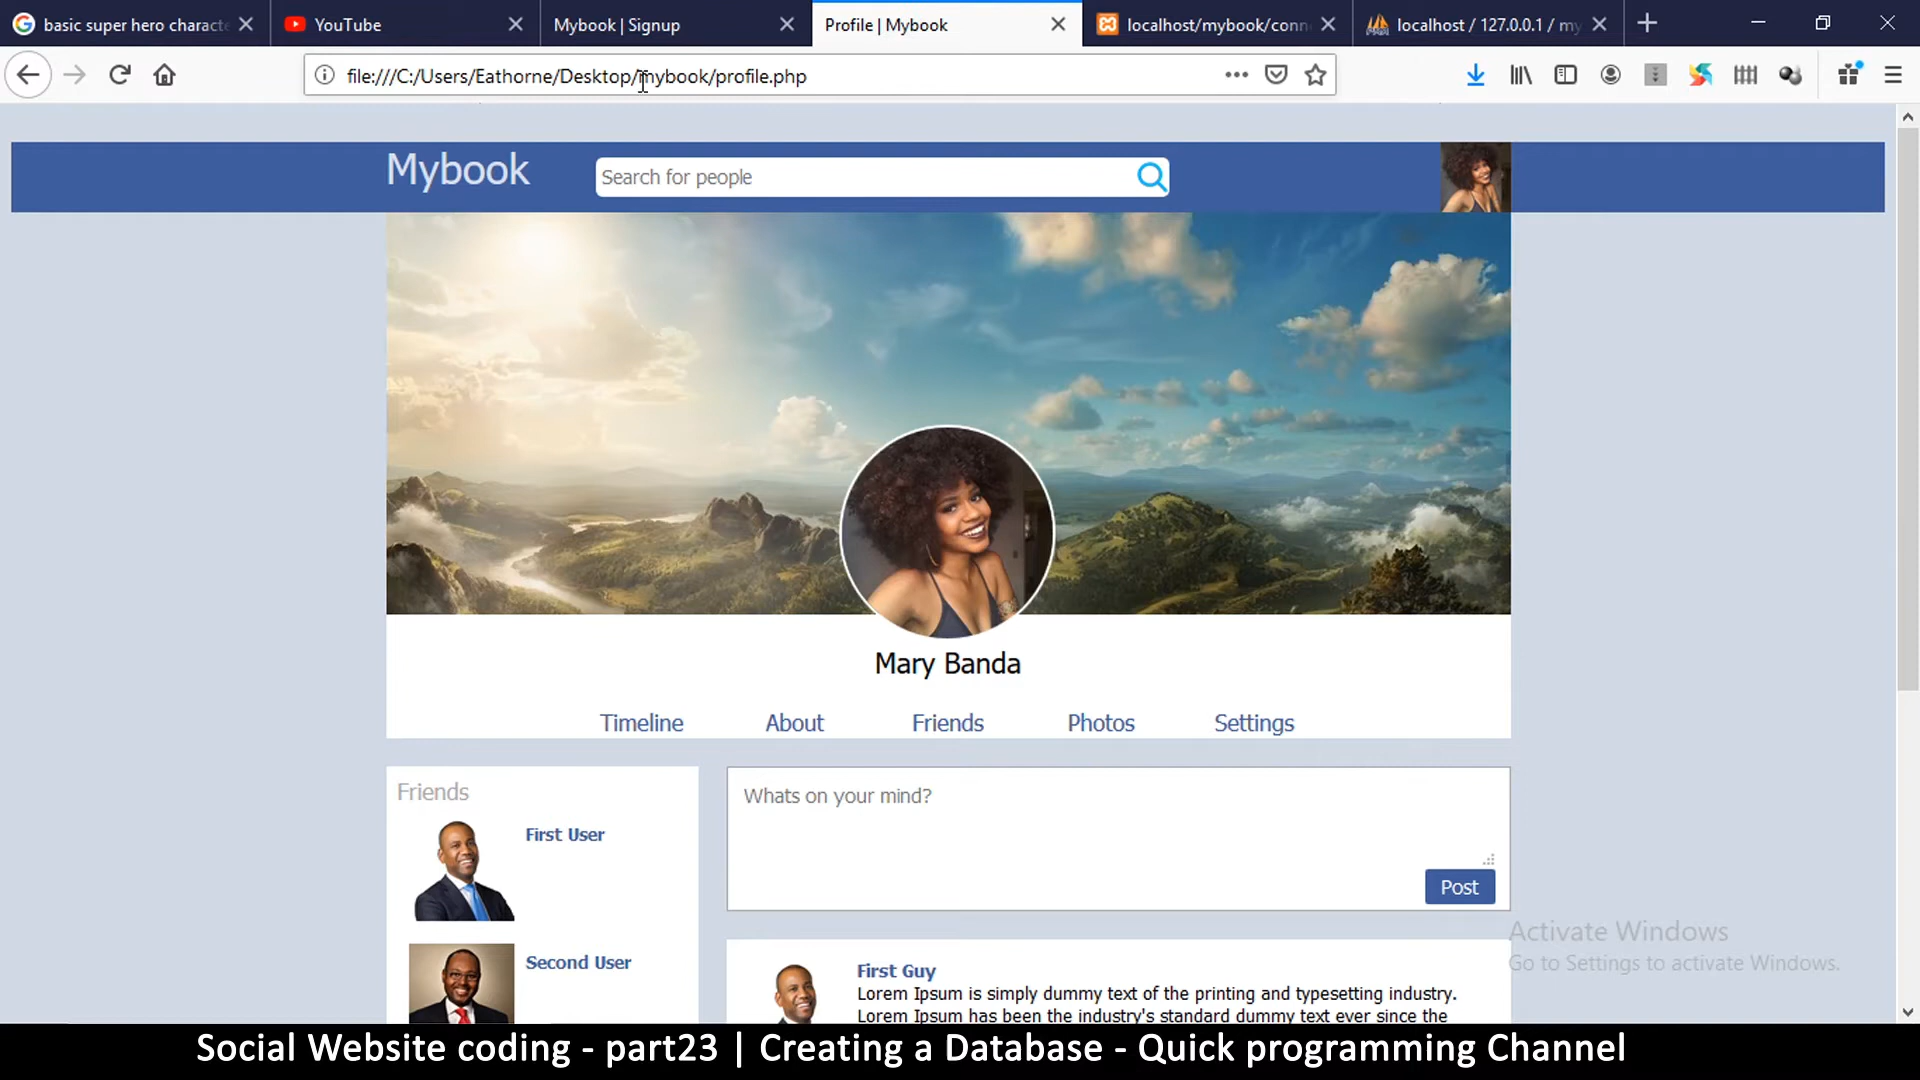 basic super hero characte
YouTube
Mybook | Signup
Profile | Mybook
localhost/mybook/conn
localhost / 127.0.0.1 / my
file:///C:/Users/Eathorne/Desktop/mybook/profile.php
Mybook
Search for people
Mary Banda
Timeline
About
Friends
Photos
Settings
Friends
First User
Second User
Whats on your mind?
Post
First Guy
Lorem Ipsum is simply dummy text of the printing and typesetting industry.
Lorem Ipsum has been the industry's standard dummy text ever since the
Activate Windows
Go to Settings to activate Windows.
Social Website coding - part23 | Creating a Database - Quick programming Channel